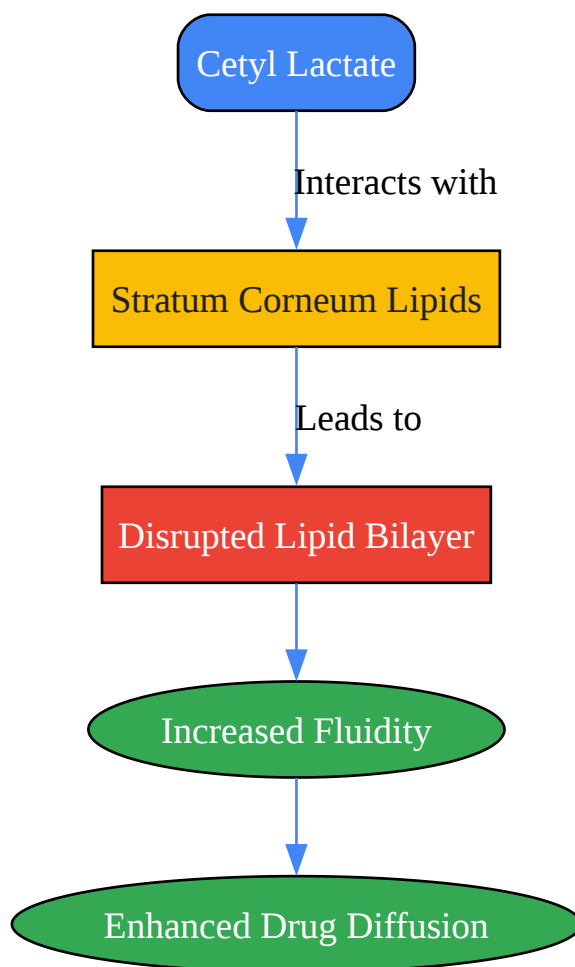 Cetyl Lactate
Interacts with
Stratum Corneum Lipids
Leads to
Disrupted Lipid Bilayer
Increased Fluidity
Enhanced Drug Diffusion